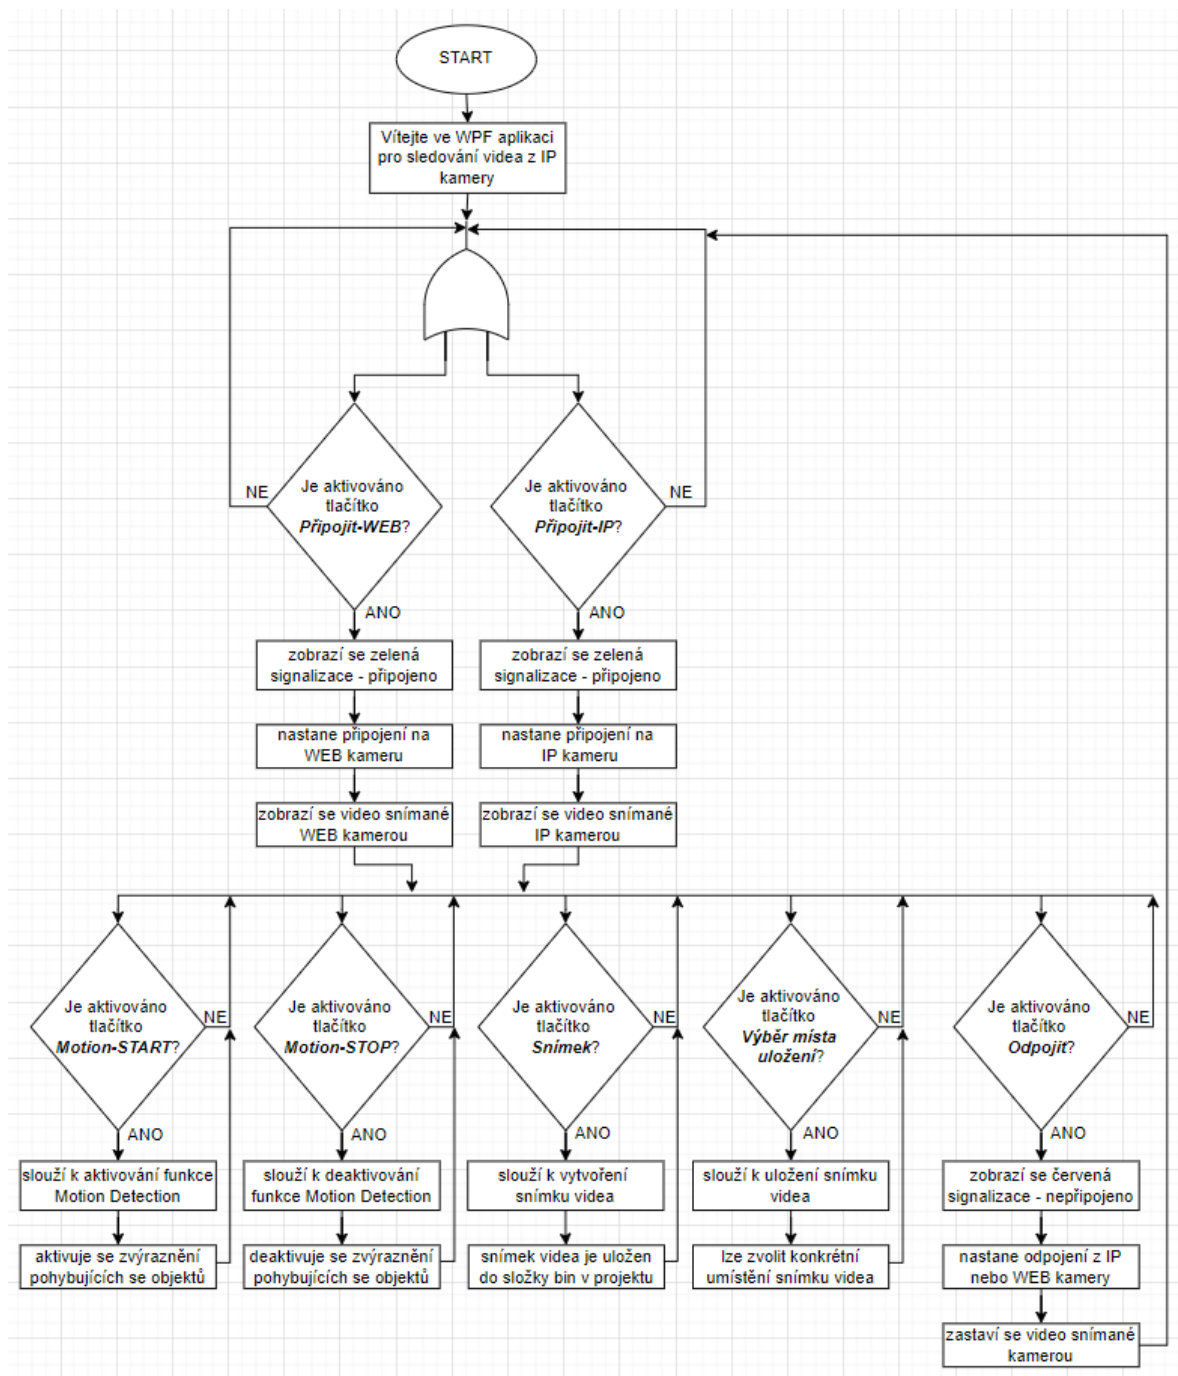 START
Vítejte ve WPF aplikaci
pro sledování videa z IP
kamery
NE
Je aktivováno
tlačítko
Připojit-WEB?
NE
Je aktivováno
tlačítko
Připojit-IP?
ANO
ANO
zobrazí se zelená
signalizace - připojeno
zobrazí se zelená
signalizace - připojeno
nastane připojení na
WEB kameru
nastane připojení na
IP kameru
zobrazí se video snímané
WEB kamerou
zobrazí se video snímané
IP kamerou
Je aktivováno
tlačítko
Motion-START?
NE
Je aktivováno
tlačítko
Motion-STOP?
NE
Je aktivováno
tlačítko
Snímek?
NE
Je aktivováno
tlačítko
Výběr místa
uložení?
NE
Je aktivováno
tlačítko
Odpojit?
NE
ANO
ANO
ANO
ANO
ANO
slouží k aktivování funkce
Motion Detection
slouží k deaktivování
funkce Motion Detection
slouží k vytvoření
snímku videa
slouží k uložení snímku
videa
zobrazí se červená
signalizace - nepřipojeno
aktivuje se zvýraznění
pohybujících se objektů
deaktivuje se zvýraznění
pohybujících se objektů
snímek videa je uložen
do složky bin v projektu
lze zvolit konkrétní
umístění snímku videa
nastane odpojení z IP
nebo WEB kamery
zastaví se video snímané
kamerou